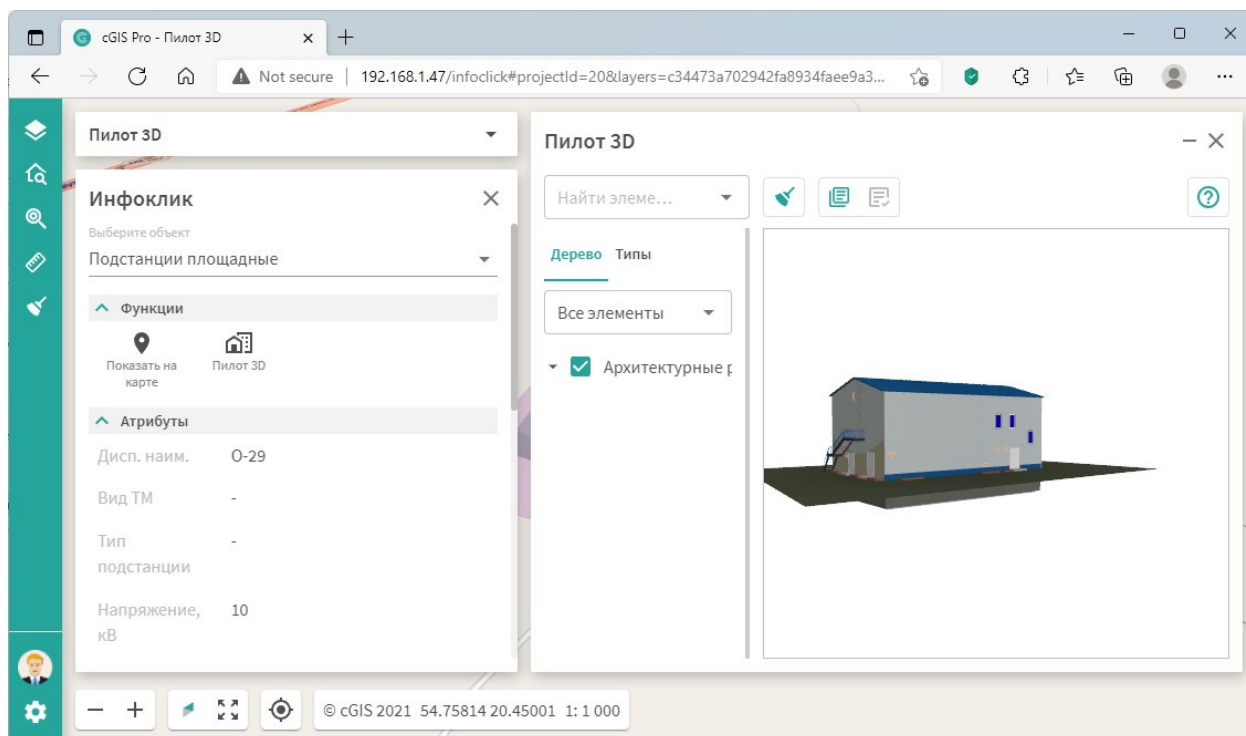 cGIS Pro - Пилот 3D
Not secure | 192.168.1.47/infoclick#projectId=20&layers=c34473a702942fa8934faee9a3...
Пилот 3D
Инфоклик
Выберите объект
Подстанции площадные
Функции
Показать на
карте
Пилот 3D
Атрибуты
Дисп. наим. О-29
Вид ТМ -
Тип -
подстанции
Напряжение, 10
кВ
Пилот 3D
Найти элеме...
Дерево Типы
Все элементы
Архитектурные р
© cGIS 2021 54.75814 20.45001 1: 1 000